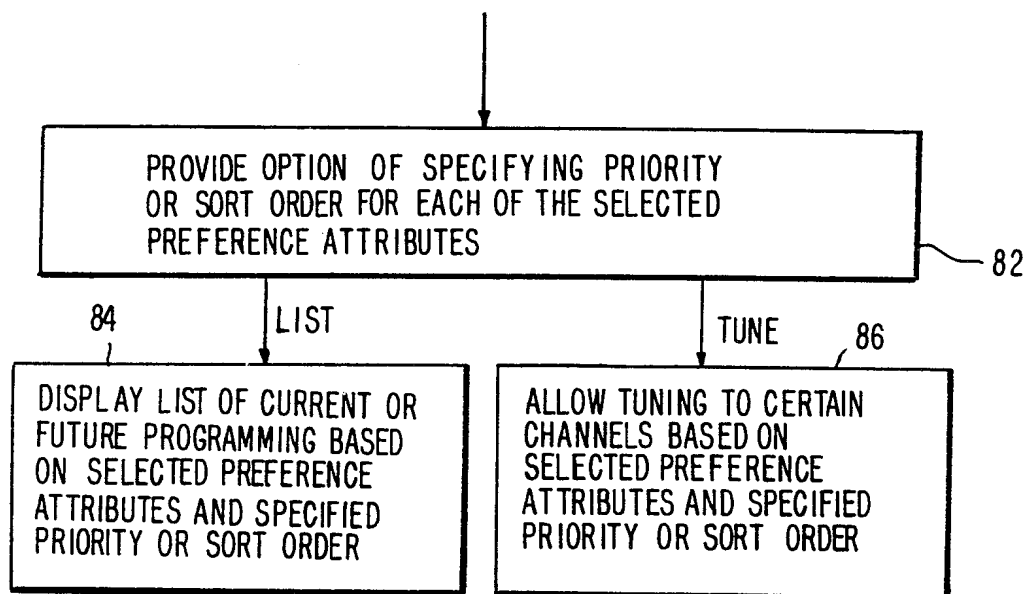 PROVIDE OPTION OF SPECIFYING PRIORITY
OR SORT ORDER FOR EACH OF THE SELECTED
PREFERENCE ATTRIBUTES
82
84
LIST
TUNE
86
DISPLAY LIST OF CURRENT OR
FUTURE PROGRAMMING BASED
ON SELECTED PREFERENCE
ATTRIBUTES AND SPECIFIED
PRIORITY OR SORT ORDER
ALLOW TUNING TO CERTAIN
CHANNELS BASED ON
SELECTED PREFERENCE
ATTRIBUTES AND SPECIFIED
PRIORITY OR SORT ORDER